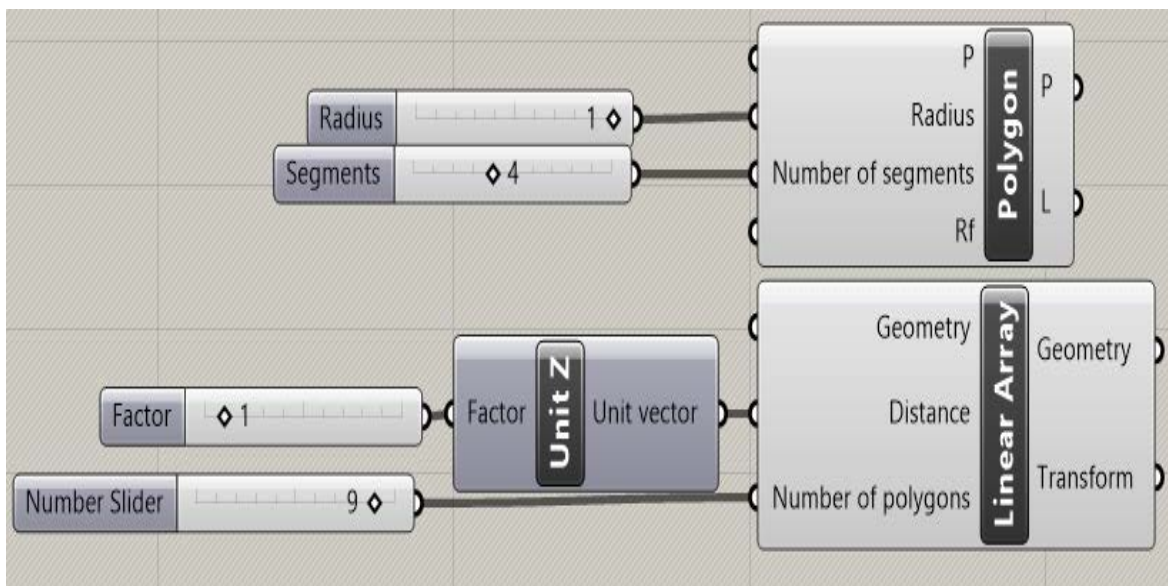 P
Radius 1 Radius P
Segments 4 Number of segments Polygon L
Rf
Geometry Geometry
Factor 1 Factor Unit Z Unit vector Distance Linear Array
Number Slider 9 Number of polygons Transform